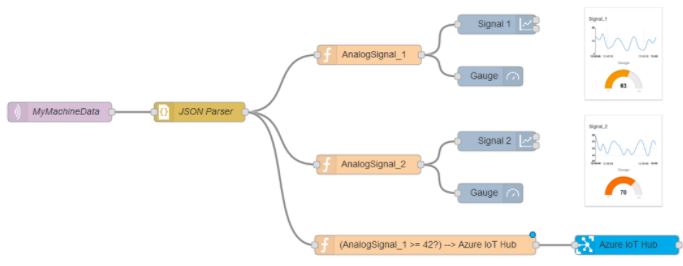 Signal_1
Signal 1
AnalogSignal_1
Gauge
Gauge
63
MyMachineData
JSON Parser
Signal_2
Signal 2
AnalogSignal_2
Gauge
Gauge
70
(AnalogSignal_1 >= 42?) --> Azure IoT Hub
Azure IoT Hub